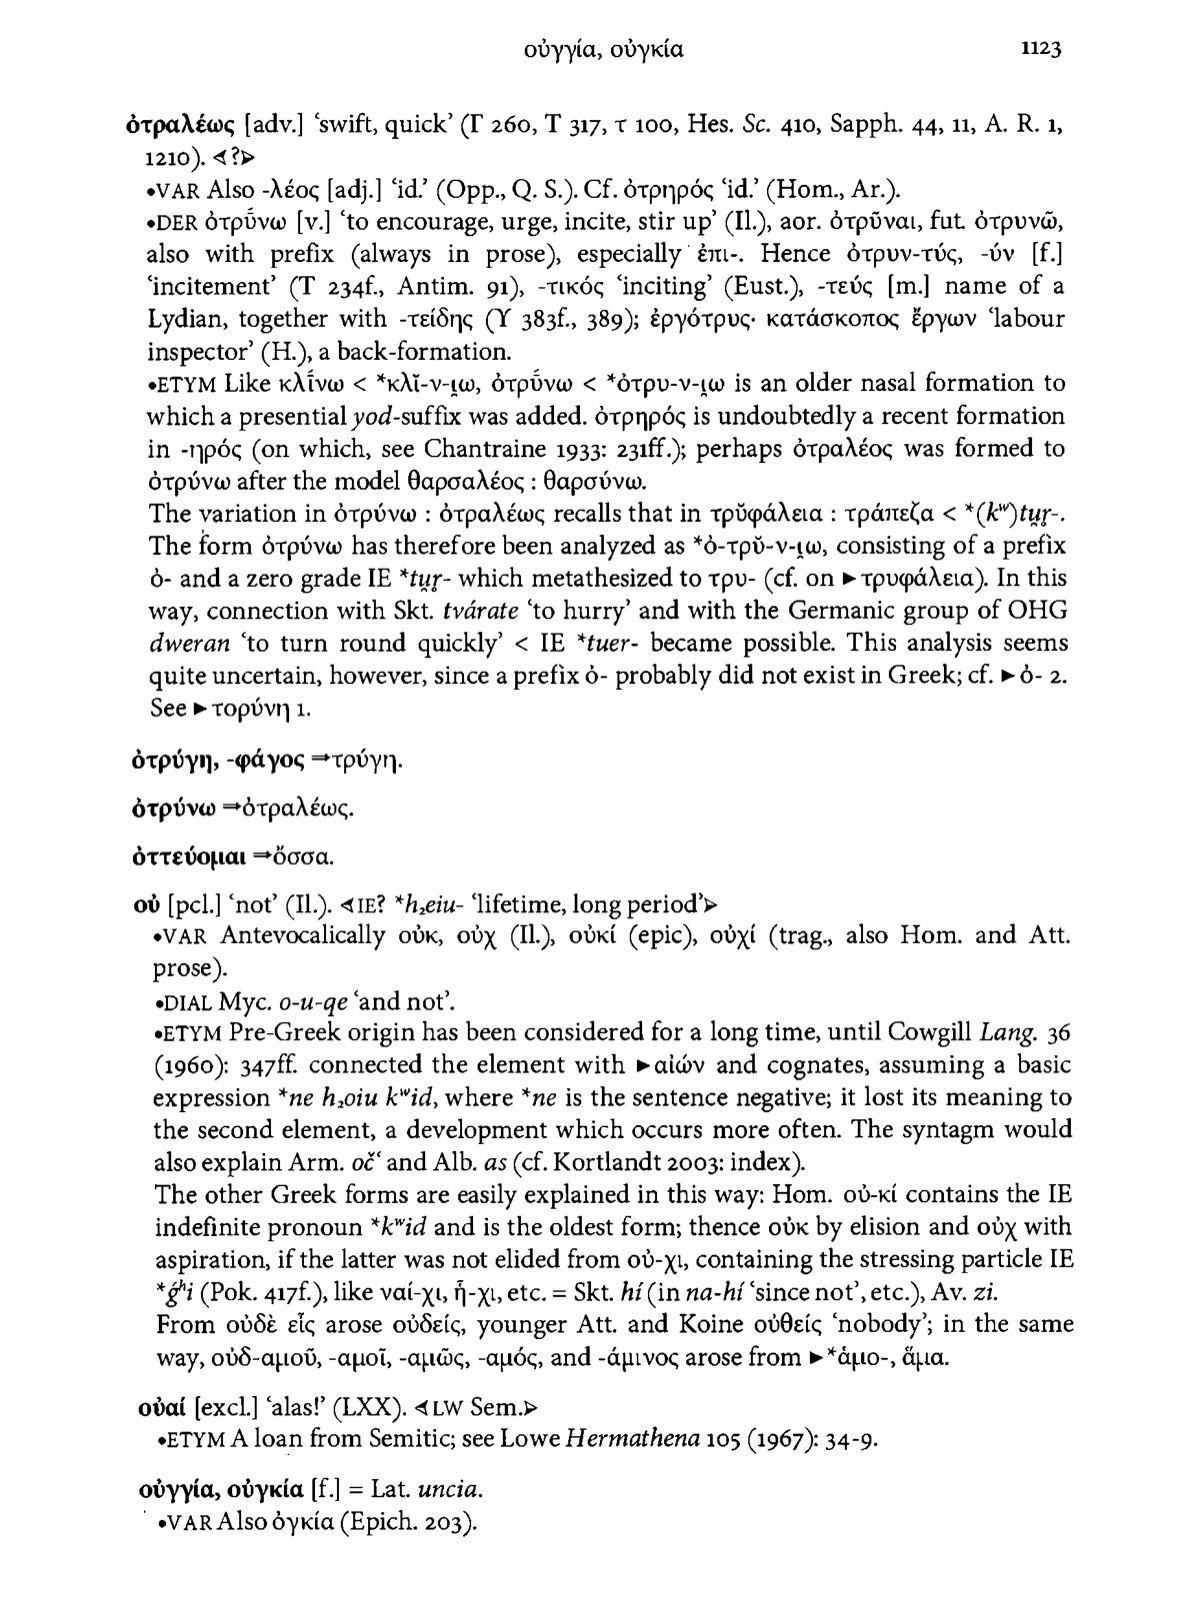 οὐγγία, οὐγκία 1123
ὀτραλέως [adv.] ‘swift, quick’ (Γ 260, Τ 317, τ 100, Hes. Sc. 410, Sapph. 44, 11, A. R. 1,
1210). ⊲?⊳
•VAR Also -λέος [adj.] ‘id.’ (Opp., Q. S.). Cf. ὀτρηρός ‘id.’ (Hom., Ar.).
•DER ὀτρῡ́νω [v.] ‘to encourage, urge, incite, stir up’ (Il.), aor. ὀτρῦναι, fut. ὀτρυνῶ,
also with prefix (always in prose), especially ἐπι-. Hence ὀτρυν-τύς, -ύν [f.]
‘incitement’ (Τ 234f., Antim. 91), -τικός ‘inciting’ (Eust.), -τεύς [m.] name of a
Lydian, together with -τείδης (Υ 383f., 389); ἐργότρυς· κατάσκοπος ἔργων ‘labour
inspector’ (H.), a back-formation.
•ETYM Like κλῑ́νω < *κλῐ-ν-ι̯ω, ὀτρῡ́νω < *ὀτρυ-ν-ι̯ω is an older nasal formation to
which a presential yod-suffix was added. ὀτρηρός is undoubtedly a recent formation
in -ηρός (on which, see Chantraine 1933: 231ff.); perhaps ὀτραλέος was formed to
ὀτρύνω after the model θαρσαλέος : θαρσύνω.
The variation in ὀτρύνω : ὀτραλέως recalls that in τρῠφάλεια : τράπεζα < *(kʷ)tu̯r̥-.
The form ὀτρύνω has therefore been analyzed as *ὀ-τρῠ-ν-ι̯ω, consisting of a prefix
ὀ- and a zero grade IE *tu̯r̥- which metathesized to τρυ- (cf. on ►τρυφάλεια). In this
way, connection with Skt. tvárate ‘to hurry’ and with the Germanic group of OHG
dweran ‘to turn round quickly’ < IE *tuer- became possible. This analysis seems
quite uncertain, however, since a prefix ὀ- probably did not exist in Greek; cf. ►ὀ- 2.
See ►τορύνη 1.
ὀτρύγη, -φάγος ⇒τρύγη.
ὀτρύνω ⇒ὀτραλέως.
ὀττεύομαι ⇒ὄσσα.
οὐ [pcl.] ‘not’ (Il.). ⊲IE? *h₂eiu- ‘lifetime, long period’⊳
•VAR Antevocalically οὐκ, οὐχ (Il.), οὐκί (epic), οὐχί (trag., also Hom. and Att.
prose).
•DIAL Myc. o-u-qe ‘and not’.
•ETYM Pre-Greek origin has been considered for a long time, until Cowgill Lang. 36
(1960): 347ff. connected the element with ►αἰών and cognates, assuming a basic
expression *ne h₂oiu kʷid, where *ne is the sentence negative; it lost its meaning to
the second element, a development which occurs more often. The syntagm would
also explain Arm. očʿ and Alb. as (cf. Kortlandt 2003: index).
The other Greek forms are easily explained in this way: Hom. οὐ-κί contains the IE
indefinite pronoun *kʷid and is the oldest form; thence οὐκ by elision and οὐχ with
aspiration, if the latter was not elided from οὐ-χι, containing the stressing particle IE
*ǵʰi (Pok. 417f.), like ναί-χι, ἧ-χι, etc. = Skt. hí (in na-hí ‘since not’, etc.), Av. zi.
From οὐδὲ εἷς arose οὐδείς, younger Att. and Koine οὐθείς ‘nobody’; in the same
way, οὐδ-αμοῦ, -αμοῖ, -αμῶς, -αμός, and -άμινος arose from ►*ἁμο-, ἅμα.
οὐαί [excl.] ‘alas!’ (LXX). ⊲LW Sem.⊳
•ETYM A loan from Semitic; see Lowe Hermathena 105 (1967): 34-9.
οὐγγία, οὐγκία [f.] = Lat. uncia.
•VAR Also ὀγκία (Epich. 203).